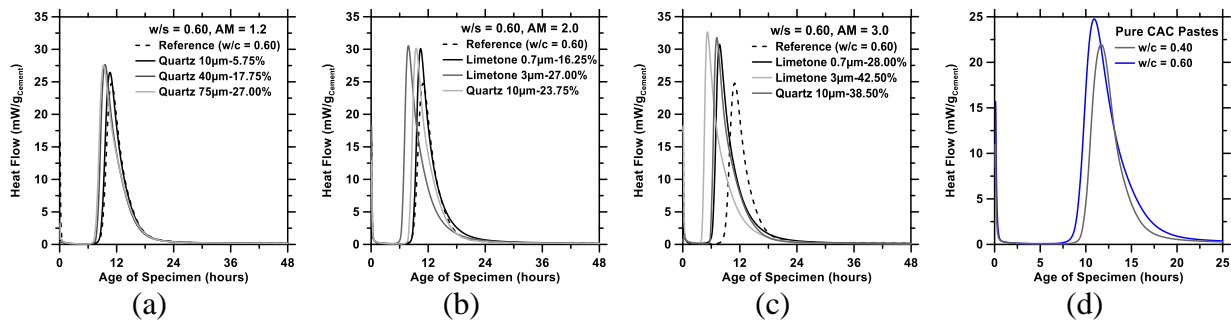 35
30
25
20
15
10
5
0
Heat Flow (mW/gCement)
w/s = 0.60, AM = 1.2
Reference (w/c = 0.60)
Quartz 10µm-5.75%
Quartz 40µm-17.75%
Quartz 75µm-27.00%
0 12 24 36 48
Age of Specimen (hours)
(a)
35
30
25
20
15
10
5
0
Heat Flow (mW/gCement)
w/s = 0.60, AM = 2.0
Reference (w/c = 0.60)
Limetone 0.7µm-16.25%
Limetone 3µm-27.00%
Quartz 10µm-23.75%
0 12 24 36 48
Age of Specimen (hours)
(b)
35
30
25
20
15
10
5
0
Heat Flow (mW/gCement)
w/s = 0.60, AM = 3.0
Reference (w/c = 0.60)
Limetone 0.7µm-28.00%
Limetone 3µm-42.50%
Quartz 10µm-38.50%
0 12 24 36 48
Age of Specimen (hours)
(c)
25
20
15
10
5
0
Heat Flow (mW/gCement)
Pure CAC Pastes
w/c = 0.40
w/c = 0.60
0 5 10 15 20 25
Age of Specimen (hours)
(d)